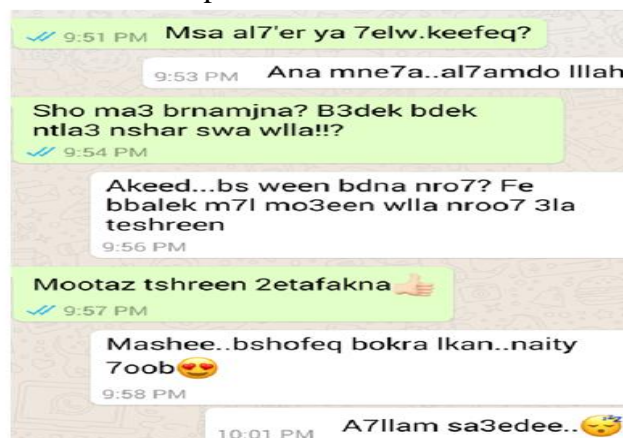 9:51 PM Msa al7'er ya 7elw.keefeq?
9:53 PM Ana mne7a..al7amdo lllah
Sho ma3 brnamjna? B3dek bdek
ntla3 nshar swa wlla!!?
9:54 PM
Akeed...bs ween bdna nro7? Fe
bbalek m7l mo3een wlla nroo7 3la
teshreen
9:56 PM
Mootaz tshreen 2etafakna👍🏻
9:57 PM
Mashee..bshofeq bokra lkan..naity
7oob😍
9:58 PM
10:01 PM A7llam sa3edee..😴